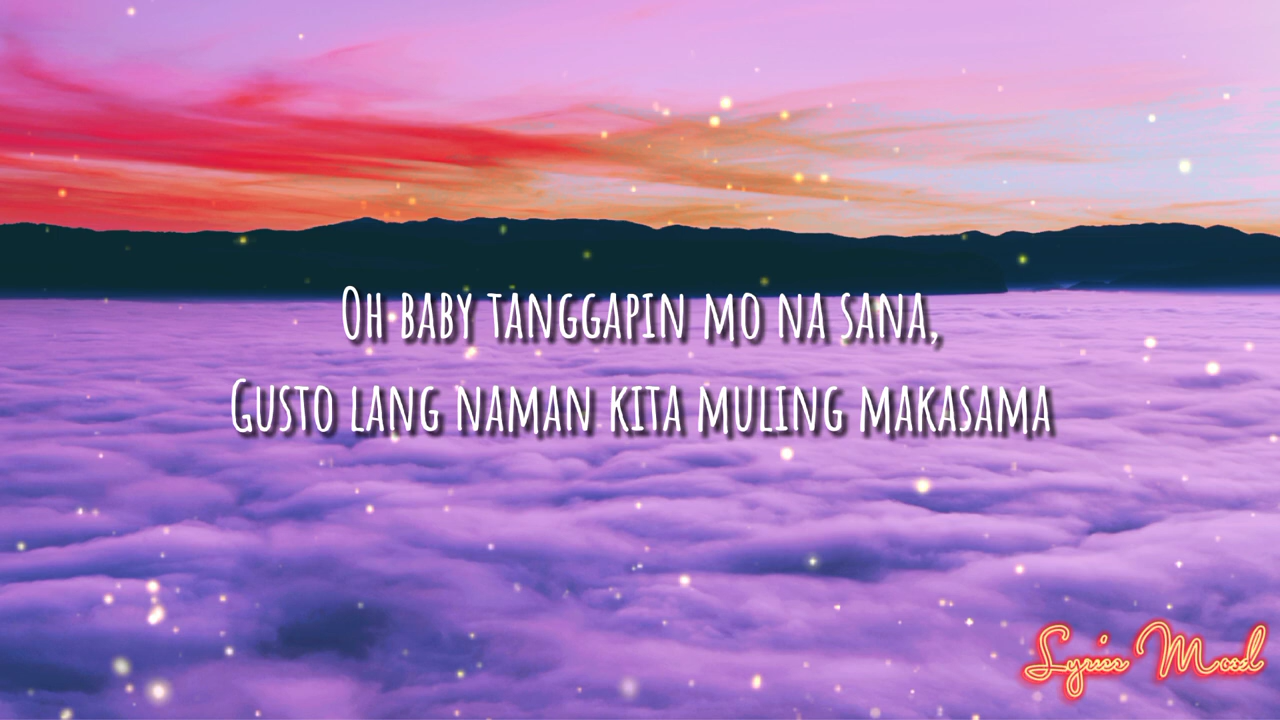 Oh baby tanggapin mo na sana,
Gusto lang naman kita muling makasama
Lyrics Mood